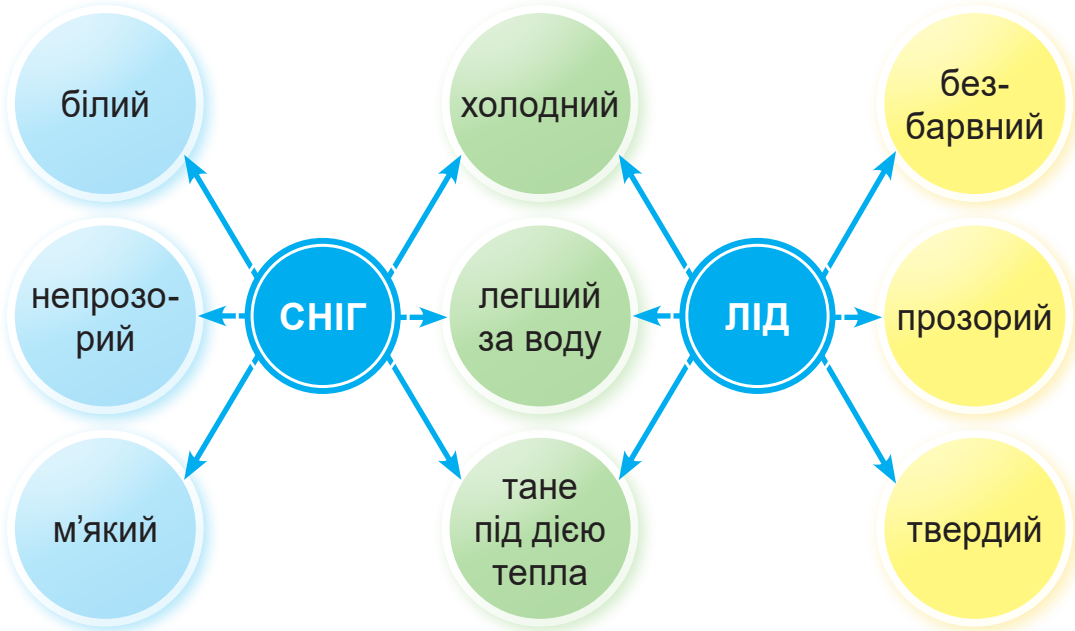 білий
холодний
без-
барвний
непрозо-
рий
СНІГ
легший
за воду
ЛІД
прозорий
м’який
тане
під дією
тепла
твердий